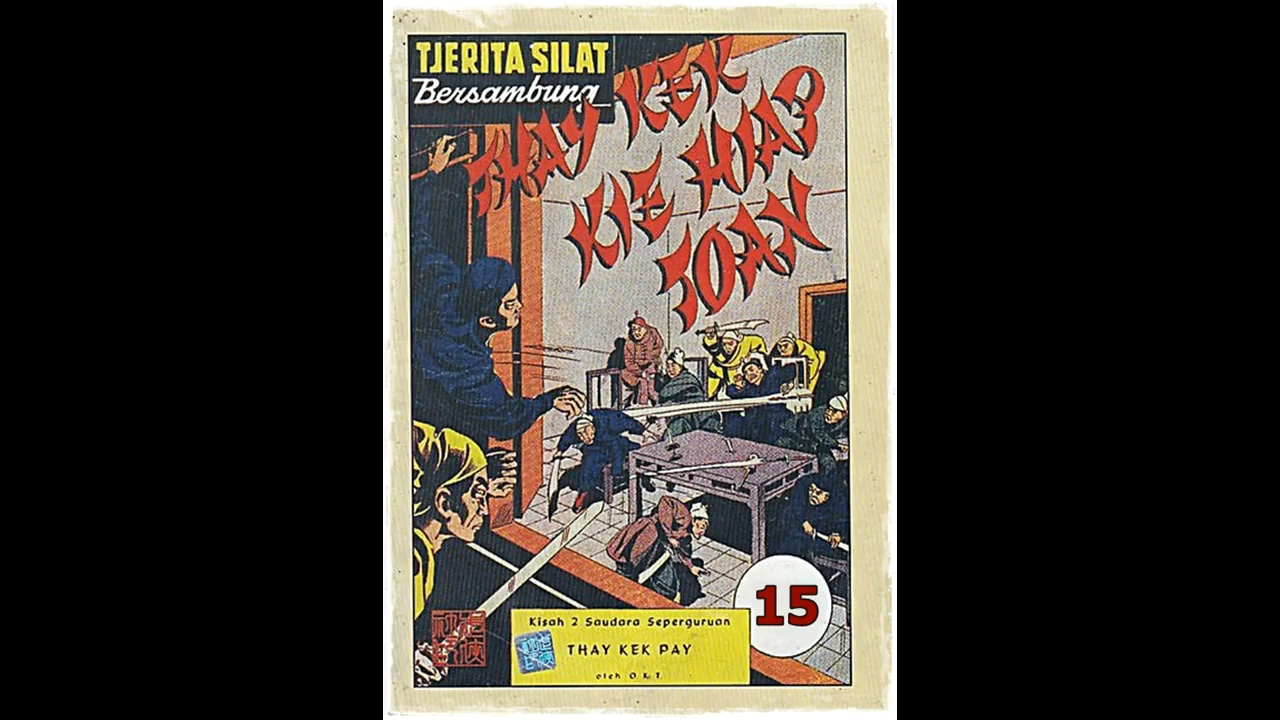 TJERITA SILAT
Bersambung
THAY KEK
KIE HIAP
TOAN
15
Kisah 2 Saudara Seperguruan
THAY KEK PAY
oleh O.K.T.